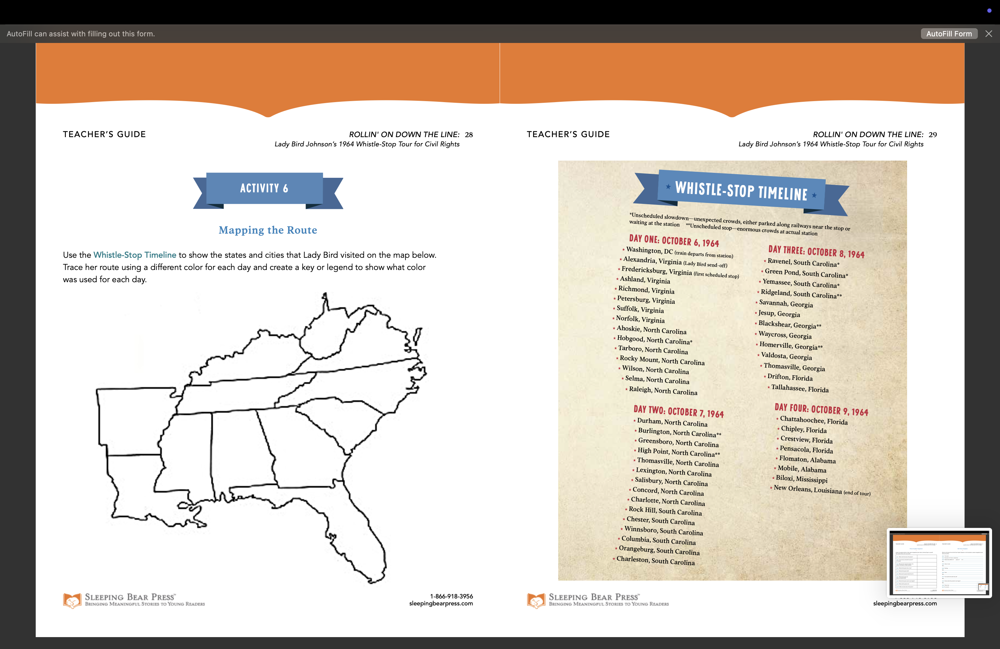 AutoFill can assist with filling out this form.
AutoFill Form
TEACHER'S GUIDE
ROLLIN' ON DOWN THE LINE: 28
Lady Bird Johnson's 1964 Whistle-Stop Tour for Civil Rights
ACTIVITY 6
Mapping the Route
Use the Whistle-Stop Timeline to show the states and cities that Lady Bird visited on the map below.
Trace her route using a different color for each day and create a key or legend to show what color
was used for each day.
SLEEPING BEAR PRESS™
BRINGING MEANINGFUL STORIES TO YOUNG READERS
1-866-918-3956
sleepingbearpress.com
TEACHER'S GUIDE
ROLLIN' ON DOWN THE LINE: 29
Lady Bird Johnson's 1964 Whistle-Stop Tour for Civil Rights
WHISTLE-STOP TIMELINE
*Unscheduled slowdown—unexpected crowds, either parked along railways near the stop or
waiting at the station **Unscheduled stop—enormous crowds at actual station
DAY ONE: OCTOBER 6, 1964
Washington, DC (train departs from station)
Alexandria, Virginia (Lady Bird send-off)
Fredericksburg, Virginia (first scheduled stop)
Ashland, Virginia
Richmond, Virginia
Petersburg, Virginia
Suffolk, Virginia
Norfolk, Virginia
Ahoskie, North Carolina
Hobgood, North Carolina*
Tarboro, North Carolina
Rocky Mount, North Carolina
Wilson, North Carolina
Selma, North Carolina
Raleigh, North Carolina
DAY TWO: OCTOBER 7, 1964
Durham, North Carolina
Burlington, North Carolina**
Greensboro, North Carolina
High Point, North Carolina**
Thomasville, North Carolina
Lexington, North Carolina
Salisbury, North Carolina
Concord, North Carolina
Charlotte, North Carolina
Rock Hill, South Carolina
Chester, South Carolina
Winnsboro, South Carolina
Columbia, South Carolina
Orangeburg, South Carolina
Charleston, South Carolina
DAY THREE: OCTOBER 8, 1964
Ravenel, South Carolina*
Green Pond, South Carolina*
Yemassee, South Carolina*
Ridgeland, South Carolina**
Savannah, Georgia
Jesup, Georgia
Blackshear, Georgia**
Waycross, Georgia
Homerville, Georgia**
Valdosta, Georgia
Thomasville, Georgia
Drifton, Florida
Tallahassee, Florida
DAY FOUR: OCTOBER 9, 1964
Chattahoochee, Florida
Chipley, Florida
Crestview, Florida
Pensacola, Florida
Flomaton, Alabama
Mobile, Alabama
Biloxi, Mississippi
New Orleans, Louisiana (end of tour)
SLEEPING BEAR PRESS™
BRINGING MEANINGFUL STORIES TO YOUNG READERS
sleepingbearpress.com